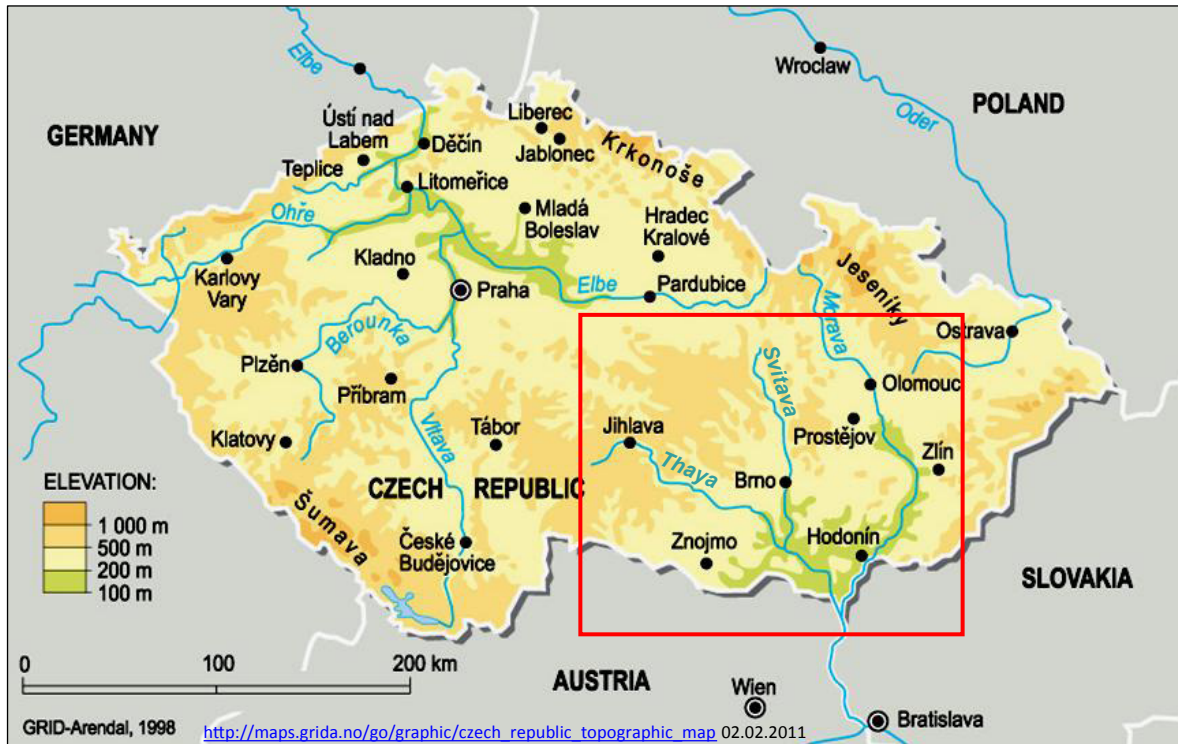 Elbe
Wroclaw
POLAND
Oder
GERMANY
Ústí nad
Labem
Teplice
Děčín
Liberec
Jablonec
Krkonoše
Litoměřice
Ohře
Mladá
Boleslav
Hradec
Kralové
Karlovy
Vary
Kladno
Praha
Elbe
Pardubice
Jeseníky
Morava
Ostrava
Berounka
Plzěn
Příbram
Svitava
Olomouc
Klatovy
Vltava
Tábor
Jihlava
Prostějov
Zlín
Thaya
Brno
ELEVATION:
1 000 m
500 m
200 m
100 m
CZECH REPUBLIC
Šumava
České
Budějovice
Znojmo
Hodonín
SLOVAKIA
0 100 200 km
AUSTRIA
Wien
Bratislava
GRID-Arendal, 1998
http://maps.grida.no/go/graphic/czech_republic_topographic_map 02.02.2011